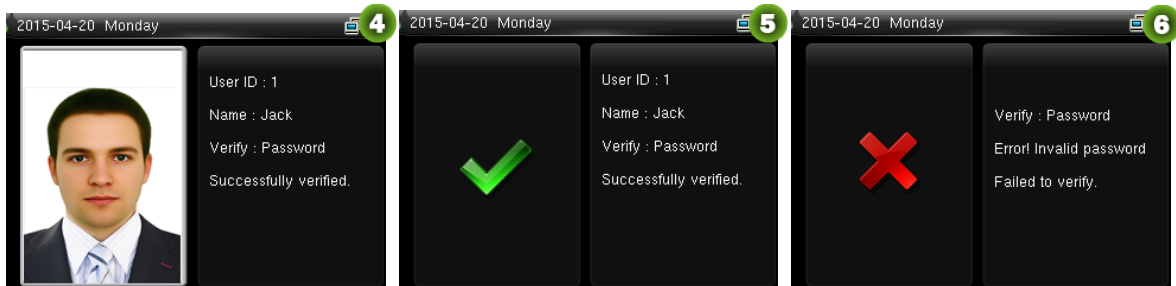 2015-04-20 Monday
4
User ID : 1
Name : Jack
Verify : Password
Successfully verified.
2015-04-20 Monday
5
User ID : 1
Name : Jack
Verify : Password
Successfully verified.
2015-04-20 Monday
6
Verify : Password
Error! Invalid password
Failed to verify.